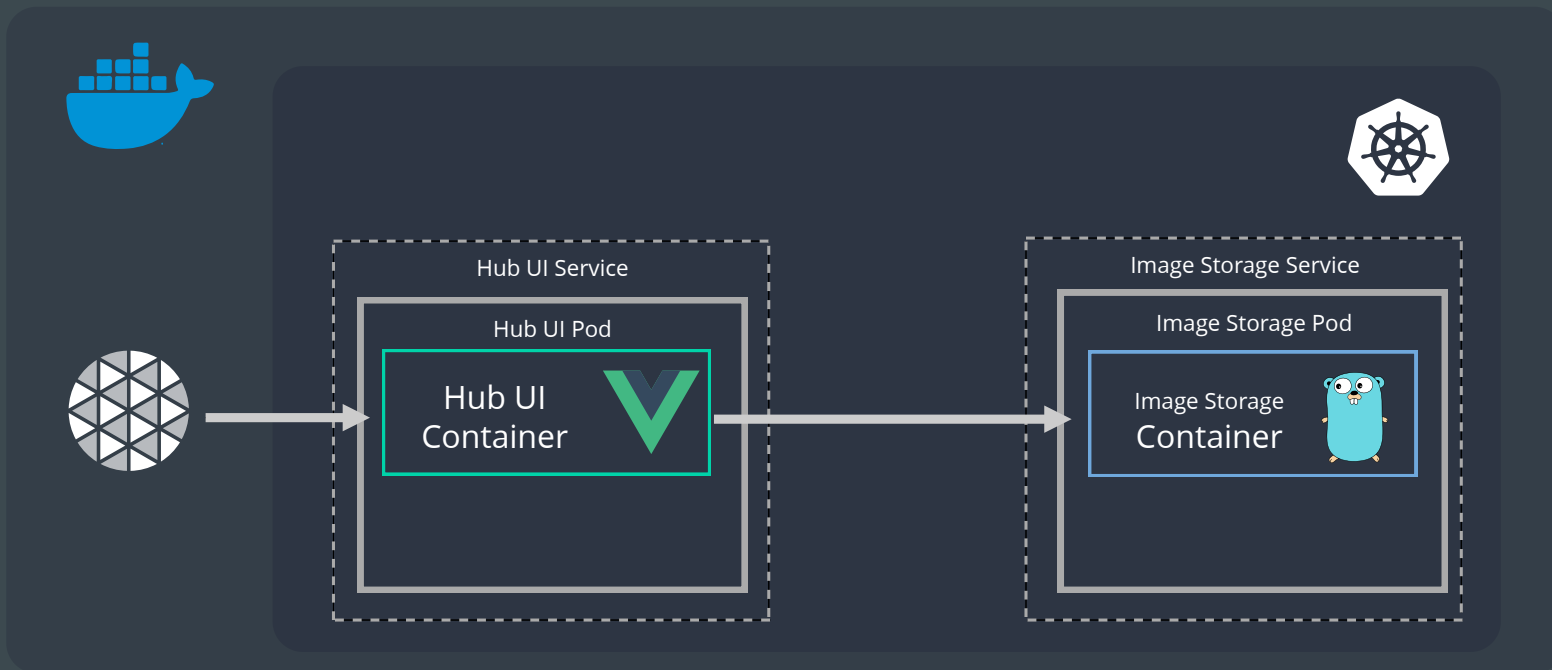 Hub UI Service
Hub UI Pod
Hub UI
Container
Image Storage Service
Image Storage Pod
Image Storage
Container